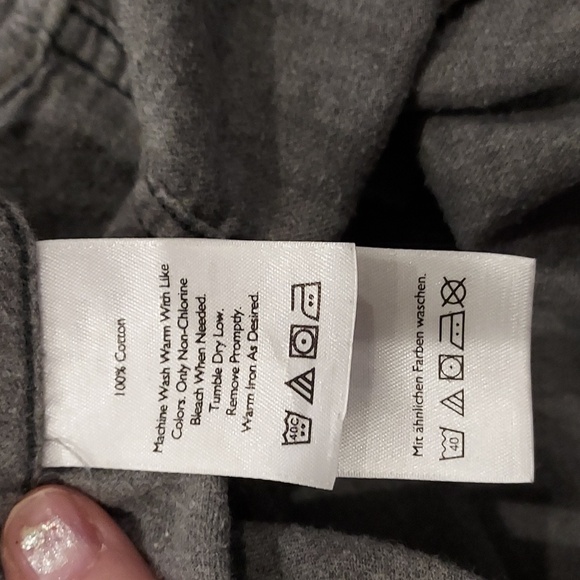 100% Cotton
Machine Wash Warm With Like
Colors. Only Non-Chlorine
Bleach When Needed.
Tumble Dry Low.
Remove Promptly.
Warm Iron As Desired.
40C
Mit ähnlichen Farben waschen.
40